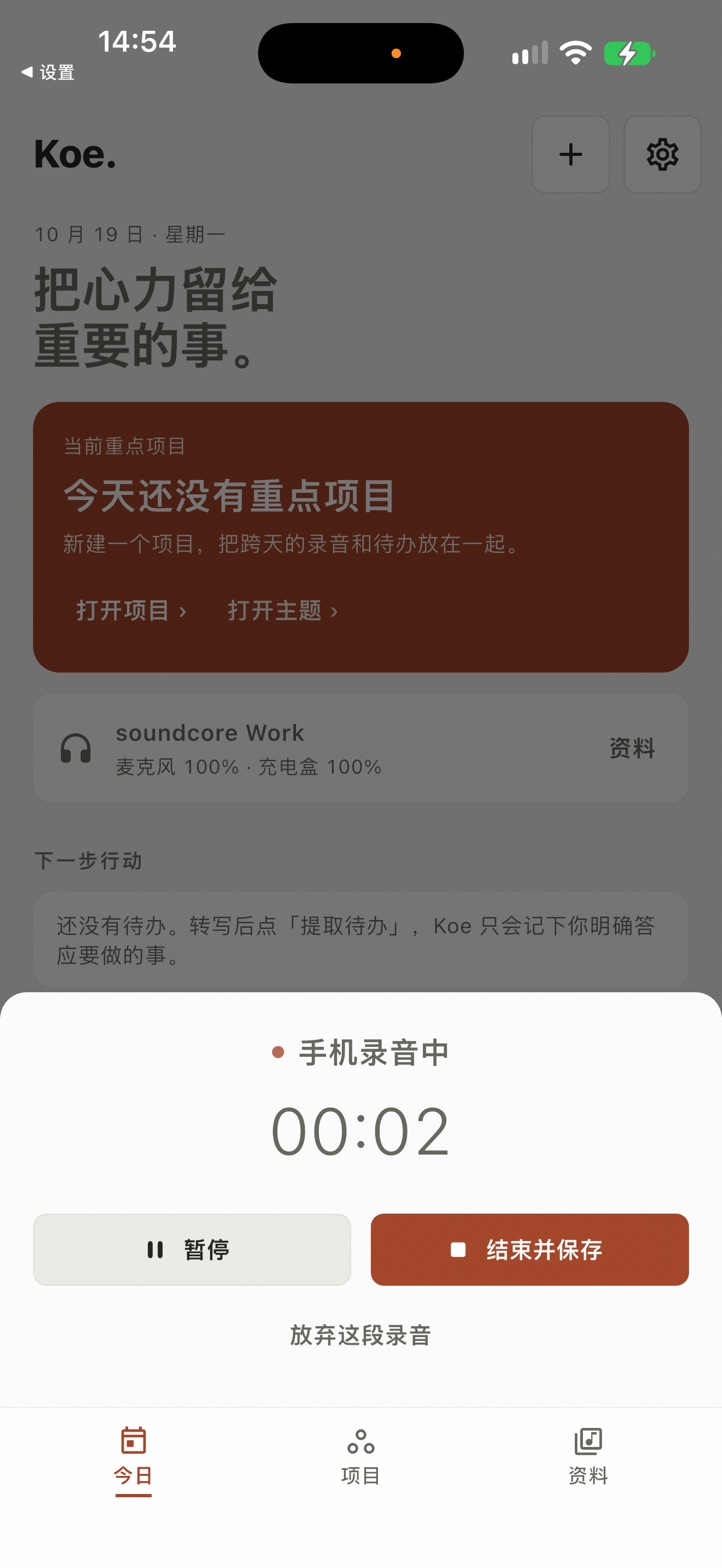 14:54
◀ 设置
Koe.
10 月 19 日 · 星期一
把心力留给
重要的事。
当前重点项目
今天还没有重点项目
新建一个项目，把跨天的录音和待办放在一起。
打开项目 › 打开主题 ›
soundcore Work
麦克风 100% · 充电盒 100%
资料
下一步行动
还没有待办。转写后点「提取待办」，Koe 只会记下你明确答
应要做的事。
手机录音中
00:02
暂停 结束并保存
放弃这段录音
今日 项目 资料